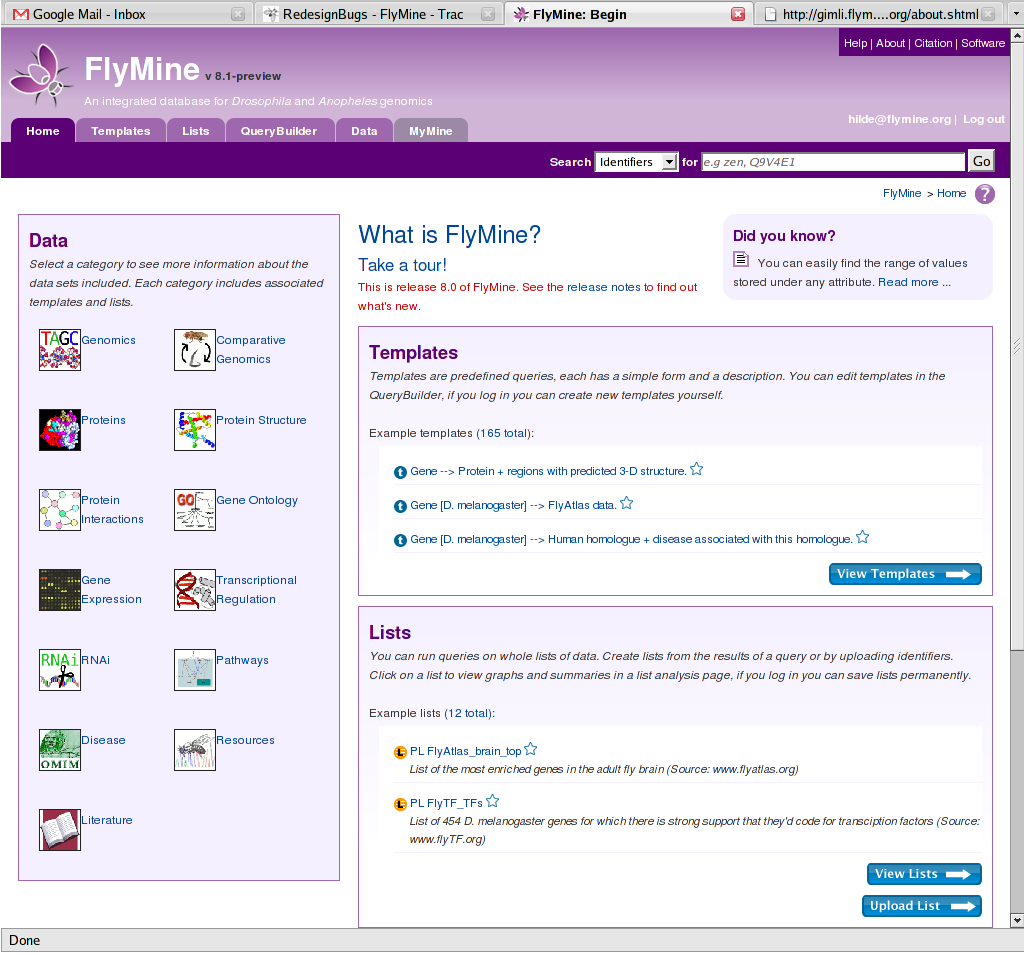 Google Mail - Inbox
RedesignBugs - FlyMine - Trac
FlyMine: Begin
http://gimli.flym....org/about.shtml
Help | About | Citation | Software
FlyMine v 8.1-preview
An integrated database for Drosophila and Anopheles genomics
hilde@flymine.org | Log out
Home
Templates
Lists
QueryBuilder
Data
MyMine
Search Identifiers for e.g zen, Q9V4E1 Go
FlyMine > Home ?
Data
Select a category to see more information about the
data sets included. Each category includes associated
templates and lists.
TAGC
Genomics
Comparative
Genomics
Proteins
Protein Structure
Protein
Interactions
GO
Gene Ontology
Gene
Expression
Transcriptional
Regulation
RNAi
RNAi
Pathways
OMIM
Disease
Resources
Literature
What is FlyMine?
Take a tour!
This is release 8.0 of FlyMine. See the release notes to find out
what's new.
Did you know?
You can easily find the range of values
stored under any attribute. Read more ...
Templates
Templates are predefined queries, each has a simple form and a description. You can edit templates in the
QueryBuilder, if you log in you can create new templates yourself.
Example templates (165 total):
t Gene --> Protein + regions with predicted 3-D structure.
t Gene [D. melanogaster] --> FlyAtlas data.
t Gene [D. melanogaster] --> Human homologue + disease associated with this homologue.
View Templates
Lists
You can run queries on whole lists of data. Create lists from the results of a query or by uploading identifiers.
Click on a list to view graphs and summaries in a list analysis page, if you log in you can save lists permanently.
Example lists (12 total):
L PL FlyAtlas_brain_top
List of the most enriched genes in the adult fly brain (Source: www.flyatlas.org)
L PL FlyTF_TFs
List of 454 D. melanogaster genes for which there is strong support that they'd code for transciption factors (Source:
www.flyTF.org)
View Lists
Upload List
Done